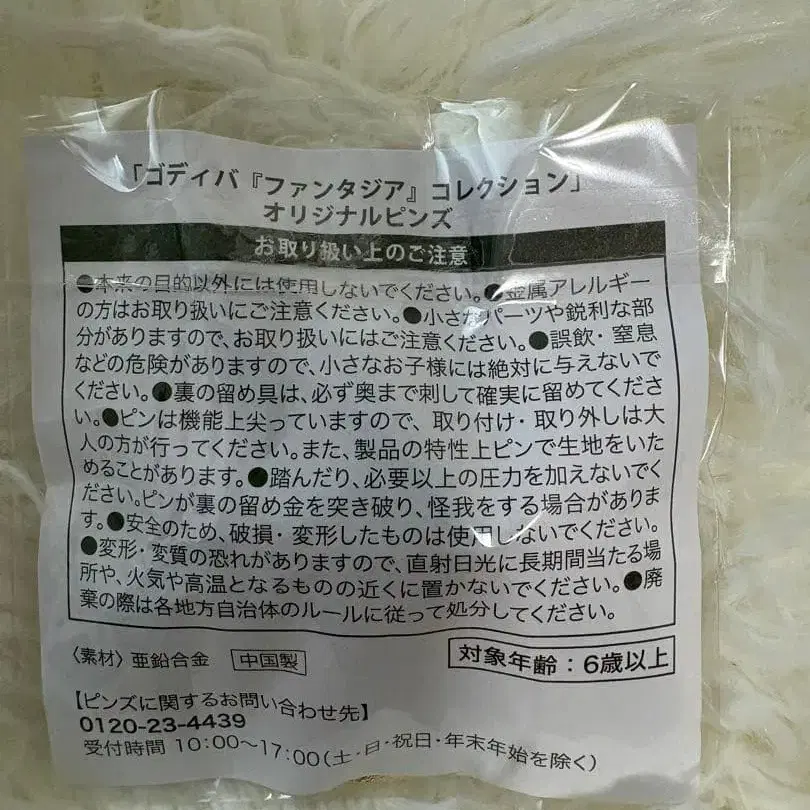 「ゴディバ『ファンタジア』コレクション」
オリジナルピンズ
お取り扱い上のご注意
●本来の目的以外には使用しないでください。●金属アレルギー
の方はお取り扱いにご注意ください。●小さなパーツや鋭利な部
分がありますので、お取り扱いにはご注意ください。●誤飲・窒息
などの危険がありますので、小さなお子様には絶対に与えないで
ください。●裏の留め具は、必ず奥まで刺して確実に留めてくださ
い。●ピンは機能上尖っていますので、取り付け・取り外しは大
人の方が行ってください。また、製品の特性上ピンで生地をいた
めることがあります。●踏んだり、必要以上の圧力を加えないでく
ださい。ピンが裏の留め金を突き破り、怪我をする場合がありま
す。●安全のため、破損・変形したものは使用しないでください。
●変形・変質の恐れがありますので、直射日光に長期間当たる場
所や、火気や高温となるものの近くに置かないでください。●廃
棄の際は各地方自治体のルールに従って処分してください。
〈素材〉亜鉛合金 中国製
対象年齢：6歳以上
【ピンズに関するお問い合わせ先】
0120-23-4439
受付時間 10:00～17:00(土・日・祝日・年末年始を除く)